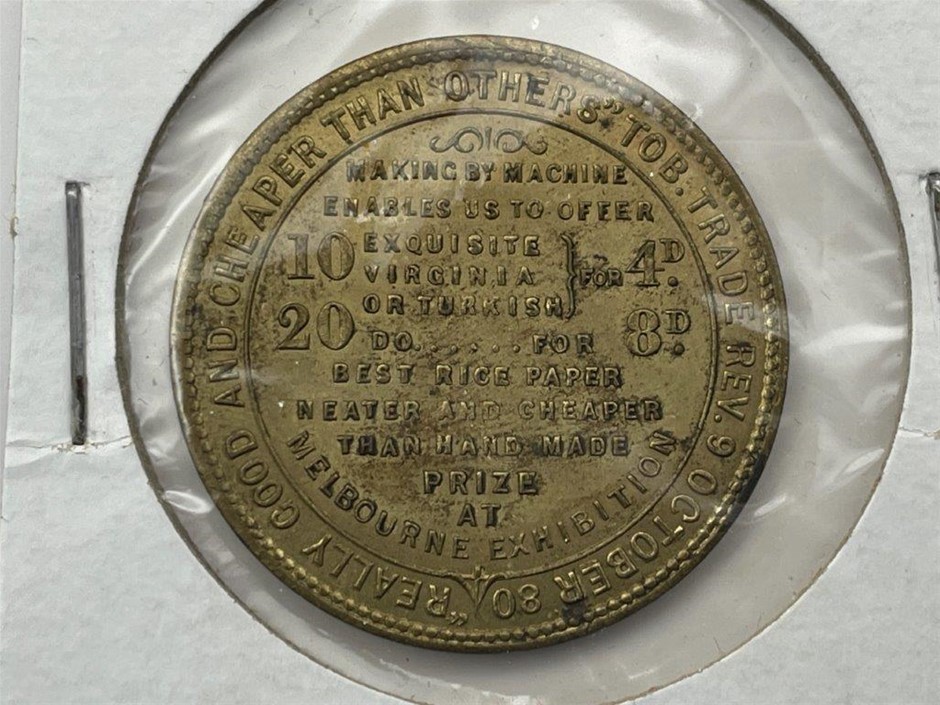 "REALLY GOOD AND CHEAPER THAN OTHERS" TOB. TRADE REV. 9 OCTOBER 80
MAKING BY MACHINE
ENABLES US TO OFFER
10 EXQUISITE VIRGINIA OR TURKISH } FOR 4D.
20 DO. . . . . . FOR 8D.
BEST RICE PAPER
NEATER AND CHEAPER
THAN HAND MADE
PRIZE
AT
MELBOURNE EXHIBITION